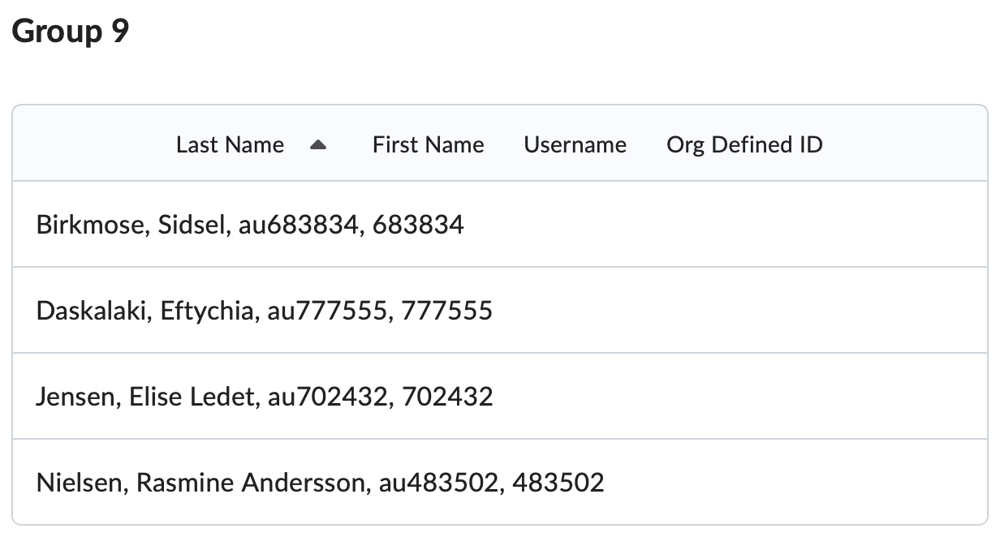 Group 9
Last Name First Name Username Org Defined ID
Birkmose, Sidsel, au683834, 683834
Daskalaki, Eftychia, au777555, 777555
Jensen, Elise Ledet, au702432, 702432
Nielsen, Rasmine Andersson, au483502, 483502